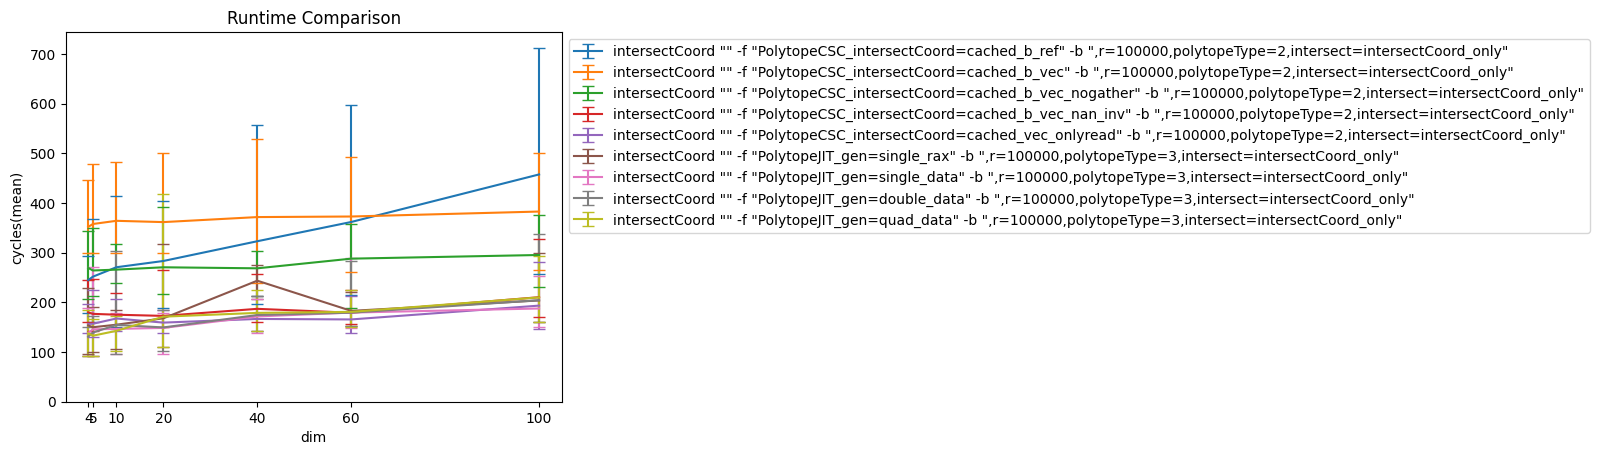 Runtime Comparison
700
600
500
400
300
200
100
0
cycles(mean)
4 5 10 20 40 60 100
dim
intersectCoord "" -f "PolytopeCSC_intersectCoord=cached_b_ref" -b ",r=100000,polytopeType=2,intersect=intersectCoord_only"
intersectCoord "" -f "PolytopeCSC_intersectCoord=cached_b_vec" -b ",r=100000,polytopeType=2,intersect=intersectCoord_only"
intersectCoord "" -f "PolytopeCSC_intersectCoord=cached_b_vec_nogather" -b ",r=100000,polytopeType=2,intersect=intersectCoord_only"
intersectCoord "" -f "PolytopeCSC_intersectCoord=cached_b_vec_nan_inv" -b ",r=100000,polytopeType=2,intersect=intersectCoord_only"
intersectCoord "" -f "PolytopeCSC_intersectCoord=cached_vec_onlyread" -b ",r=100000,polytopeType=2,intersect=intersectCoord_only"
intersectCoord "" -f "PolytopeJIT_gen=single_rax" -b ",r=100000,polytopeType=3,intersect=intersectCoord_only"
intersectCoord "" -f "PolytopeJIT_gen=single_data" -b ",r=100000,polytopeType=3,intersect=intersectCoord_only"
intersectCoord "" -f "PolytopeJIT_gen=double_data" -b ",r=100000,polytopeType=3,intersect=intersectCoord_only"
intersectCoord "" -f "PolytopeJIT_gen=quad_data" -b ",r=100000,polytopeType=3,intersect=intersectCoord_only"